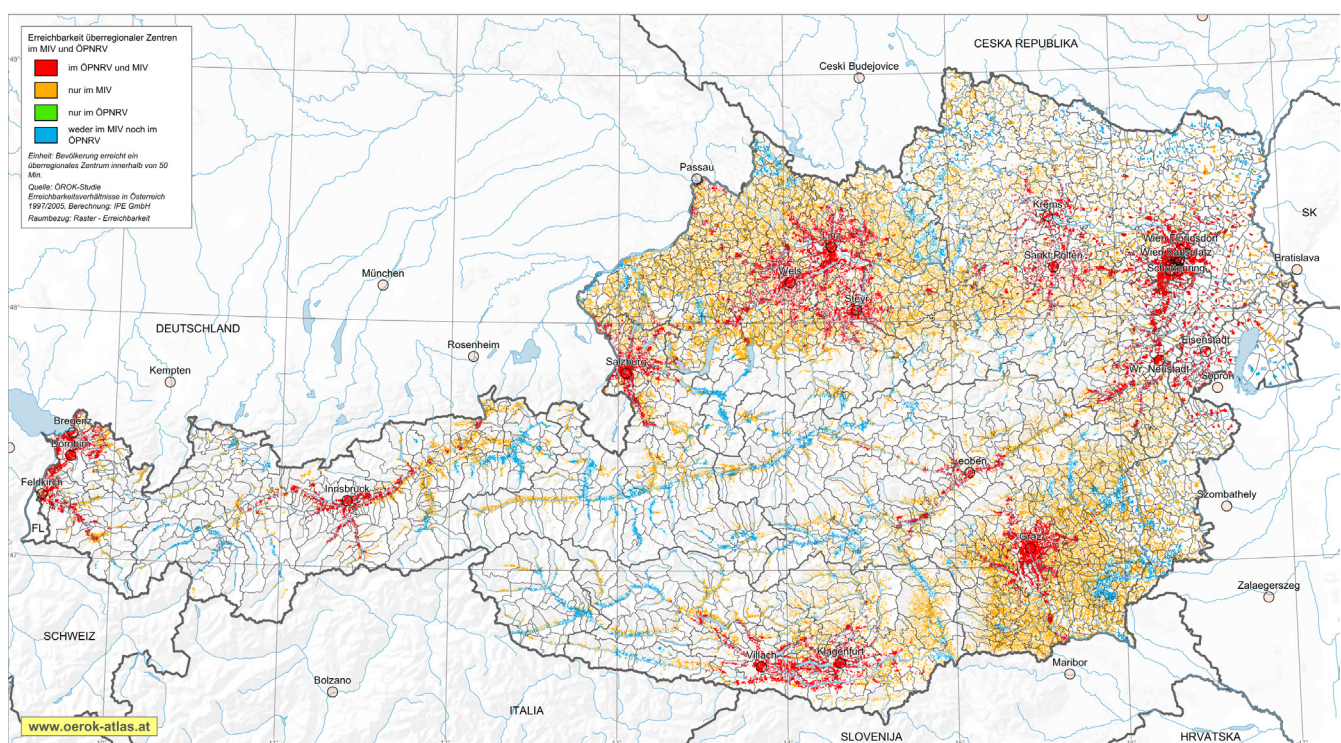 Erreichbarkeit überregionaler Zentren
im MIV und ÖPNRV
im ÖPNRV und MIV
nur im MIV
nur im ÖPNRV
weder im MIV noch im
ÖPNRV
Einheit: Bevölkerung erreicht ein
überregionales Zentrum innerhalb von 50
Min.
Quelle: ÖROK-Studie
Erreichbarkeitsverhältnisse in Österreich
1997/2005, Berechnung: IPE GmbH
Raumbezug: Raster - Erreichbarkeit
CESKA REPUBLIKA
Ceski Budejovice
Passau
SK
Krems
Linz
Wien Floridsdorf
Wien Kagraner Platz
Schottenring
Sankt Pölten
Bratislava
Wels
München
Steyr
DEUTSCHLAND
Rosenheim
Eisenstadt
Salzburg
Wr. Neustadt
Kempten
Sopron
Bregenz
Dornbirn
Leoben
Feldkirch
Innsbruck
Szombathely
FL
Graz
Zalaegerszeg
SCHWEIZ
Villach
Klagenfurt
Maribor
Bolzano
ITALIA
www.oerok-atlas.at
SLOVENIJA
HRVATSKA